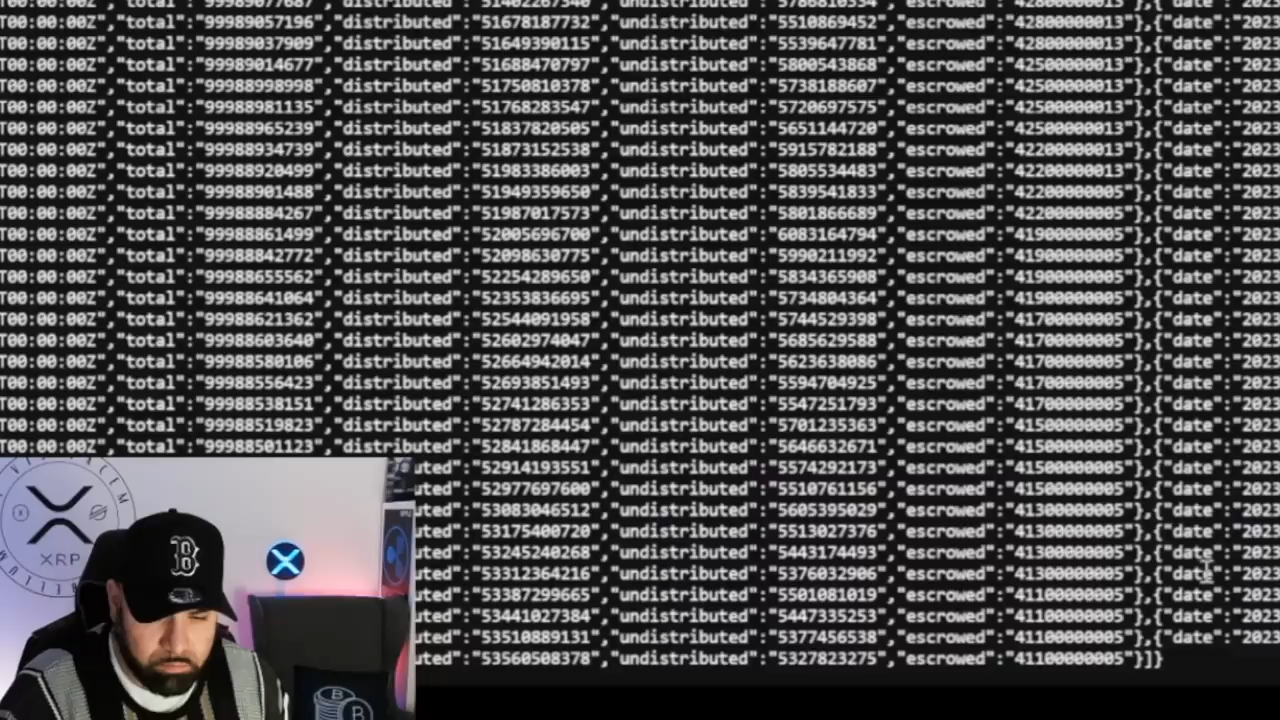 T00:00:00Z","total":"99989077687","distributed":"51402267340","undistributed":"5786810334","escrowed":"42800000013"},{"date":"2023
T00:00:00Z","total":"99989057196","distributed":"51678187732","undistributed":"5510869452","escrowed":"42800000013"},{"date":"2023
T00:00:00Z","total":"99989037909","distributed":"51649390115","undistributed":"5539647781","escrowed":"42800000013"},{"date":"2023
T00:00:00Z","total":"99989014677","distributed":"51688470797","undistributed":"5800543868","escrowed":"42500000013"},{"date":"2023
T00:00:00Z","total":"99988998998","distributed":"51750810378","undistributed":"5738188607","escrowed":"42500000013"},{"date":"2023
T00:00:00Z","total":"99988981135","distributed":"51768283547","undistributed":"5720697575","escrowed":"42500000013"},{"date":"2023
T00:00:00Z","total":"99988965239","distributed":"51837820505","undistributed":"5651144720","escrowed":"42500000013"},{"date":"2023
T00:00:00Z","total":"99988934739","distributed":"51873152538","undistributed":"5915782188","escrowed":"42200000013"},{"date":"2023
T00:00:00Z","total":"99988920499","distributed":"51983386003","undistributed":"5805534483","escrowed":"42200000013"},{"date":"2023
T00:00:00Z","total":"99988901488","distributed":"51949359650","undistributed":"5839541833","escrowed":"42200000005"},{"date":"2023
T00:00:00Z","total":"99988884267","distributed":"51987017573","undistributed":"5801866689","escrowed":"42200000005"},{"date":"2023
T00:00:00Z","total":"99988861499","distributed":"52005696700","undistributed":"6083164794","escrowed":"41900000005"},{"date":"2023
T00:00:00Z","total":"99988842772","distributed":"52098630775","undistributed":"5990211992","escrowed":"41900000005"},{"date":"2023
T00:00:00Z","total":"99988655562","distributed":"52254289650","undistributed":"5834365908","escrowed":"41900000005"},{"date":"2023
T00:00:00Z","total":"99988641064","distributed":"52353836695","undistributed":"5734804364","escrowed":"41900000005"},{"date":"2023
T00:00:00Z","total":"99988621362","distributed":"52544091958","undistributed":"5744529398","escrowed":"41700000005"},{"date":"2023
T00:00:00Z","total":"99988603640","distributed":"52602974047","undistributed":"5685629588","escrowed":"41700000005"},{"date":"2023
T00:00:00Z","total":"99988580106","distributed":"52664942014","undistributed":"5623638086","escrowed":"41700000005"},{"date":"2023
T00:00:00Z","total":"99988556423","distributed":"52693851493","undistributed":"5594704925","escrowed":"41700000005"},{"date":"2023
T00:00:00Z","total":"99988538151","distributed":"52741286353","undistributed":"5547251793","escrowed":"41700000005"},{"date":"2023
T00:00:00Z","total":"99988519823","distributed":"52787284454","undistributed":"5701235363","escrowed":"41500000005"},{"date":"2023
T00:00:00Z","total":"99988501123","distributed":"52841868447","undistributed":"5646632671","escrowed":"41500000005"},{"date":"2023
uted":"52914193551","undistributed":"5574292173","escrowed":"41500000005"},{"date":"2023
uted":"52977697600","undistributed":"5510761156","escrowed":"41500000005"},{"date":"2023
uted":"53083046512","undistributed":"5605395029","escrowed":"41300000005"},{"date":"2023
uted":"53175400720","undistributed":"5513027376","escrowed":"41300000005"},{"date":"2023
uted":"53245240268","undistributed":"5443174493","escrowed":"41300000005"},{"date":"2023
uted":"53312364216","undistributed":"5376032906","escrowed":"41300000005"},{"date":"2023
uted":"53387299665","undistributed":"5501081019","escrowed":"41100000005"},{"date":"2023
uted":"53441027384","undistributed":"5447335253","escrowed":"41100000005"},{"date":"2023
uted":"53510889131","undistributed":"5377456538","escrowed":"41100000005"},{"date":"2023
uted":"53560508378","undistributed":"5327823275","escrowed":"41100000005"}]}
XRP
B